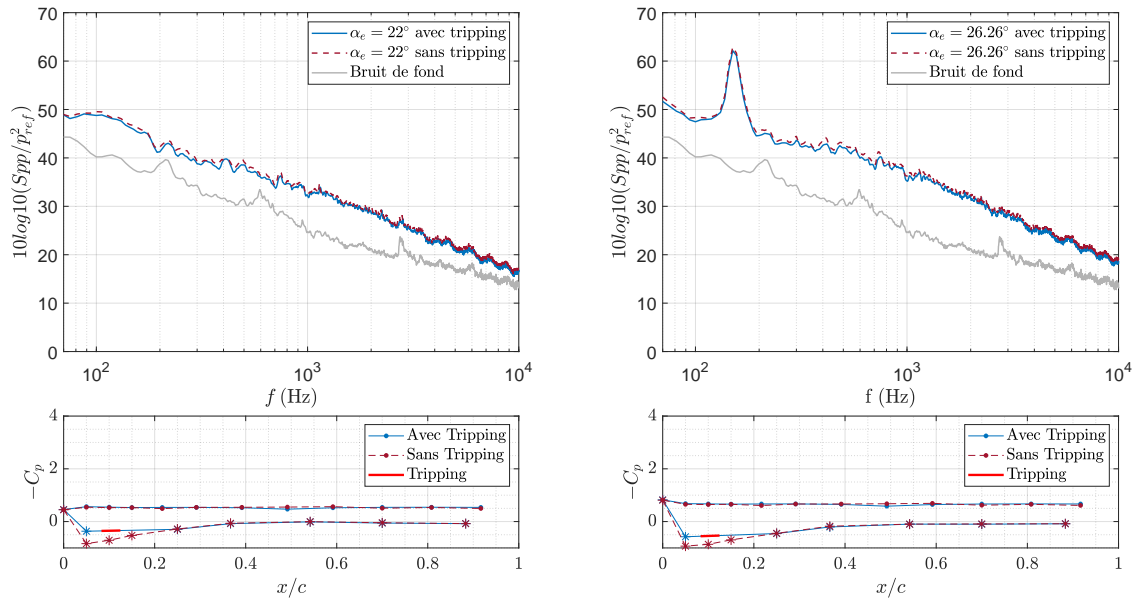 70
60
50
40
30
20
10
0
10log10(Spp/p²ref)
αe = 22° avec tripping
αe = 22° sans tripping
Bruit de fond
10² 10³ 10⁴
f (Hz)
4
2
0
−Cp
Avec Tripping
Sans Tripping
Tripping
0 0.2 0.4 0.6 0.8 1
x/c
70
60
50
40
30
20
10
0
10log10(Spp/p²ref)
αe = 26.26° avec tripping
αe = 26.26° sans tripping
Bruit de fond
10² 10³ 10⁴
f (Hz)
4
2
0
−Cp
Avec Tripping
Sans Tripping
Tripping
0 0.2 0.4 0.6 0.8 1
x/c